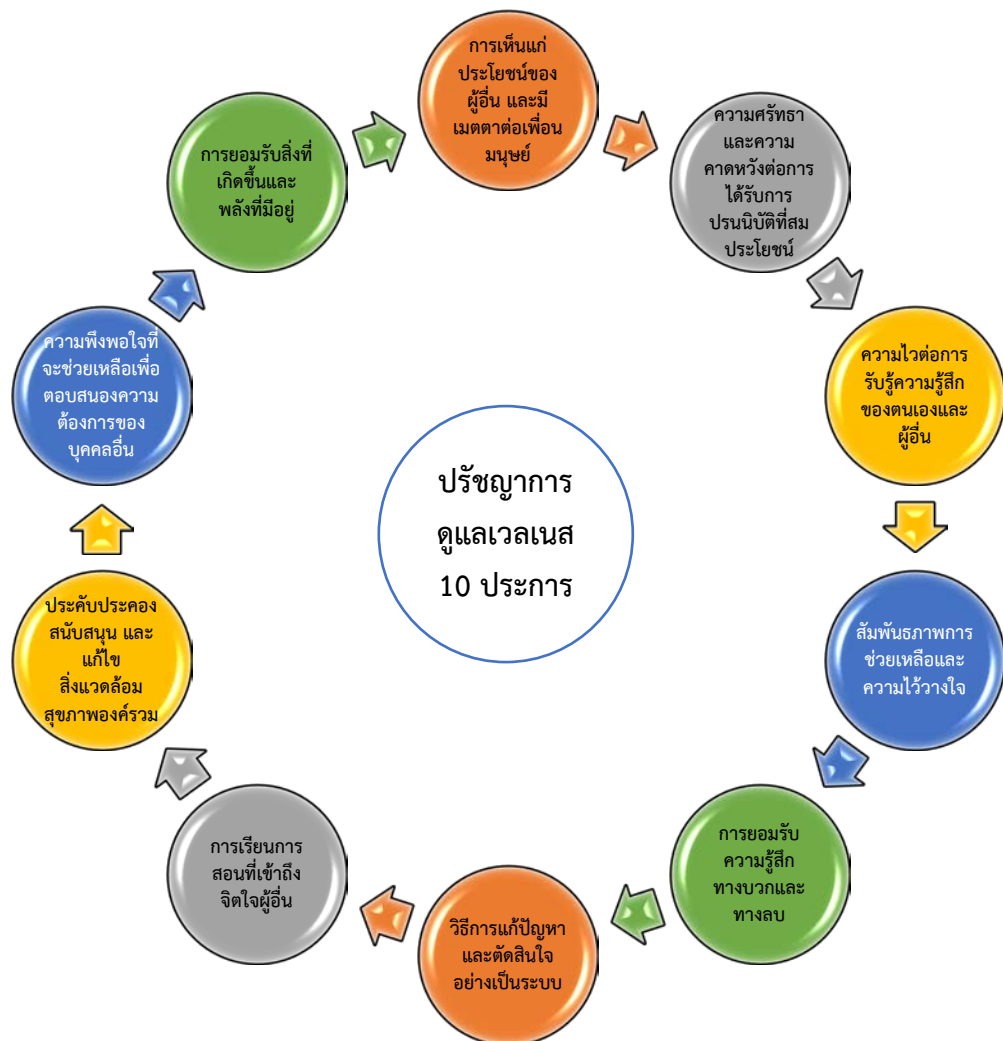 การเห็นแก่
ประโยชน์ของ
ผู้อื่น และมี
เมตตาต่อเพื่อน
มนุษย์
ความศรัทธา
และความ
คาดหวังต่อการ
ได้รับการ
ปรนนิบัติที่สม
ประโยชน์
ความไวต่อการ
รับรู้ความรู้สึก
ของตนเองและ
ผู้อื่น
สัมพันธภาพการ
ช่วยเหลือและ
ความไว้วางใจ
การยอมรับ
ความรู้สึก
ทางบวกและ
ทางลบ
วิธีการแก้ปัญหา
และตัดสินใจ
อย่างเป็นระบบ
การเรียนการ
สอนที่เข้าถึง
จิตใจผู้อื่น
ประคับประคอง
สนับสนุน และ
แก้ไข
สิ่งแวดล้อม
สุขภาพองค์รวม
ความพึงพอใจที่
จะช่วยเหลือเพื่อ
ตอบสนองความ
ต้องการของ
บุคคลอื่น
การยอมรับสิ่งที่
เกิดขึ้นและ
พลังที่มีอยู่
ปรัชญาการ
ดูแลเวลเนส
10 ประการ